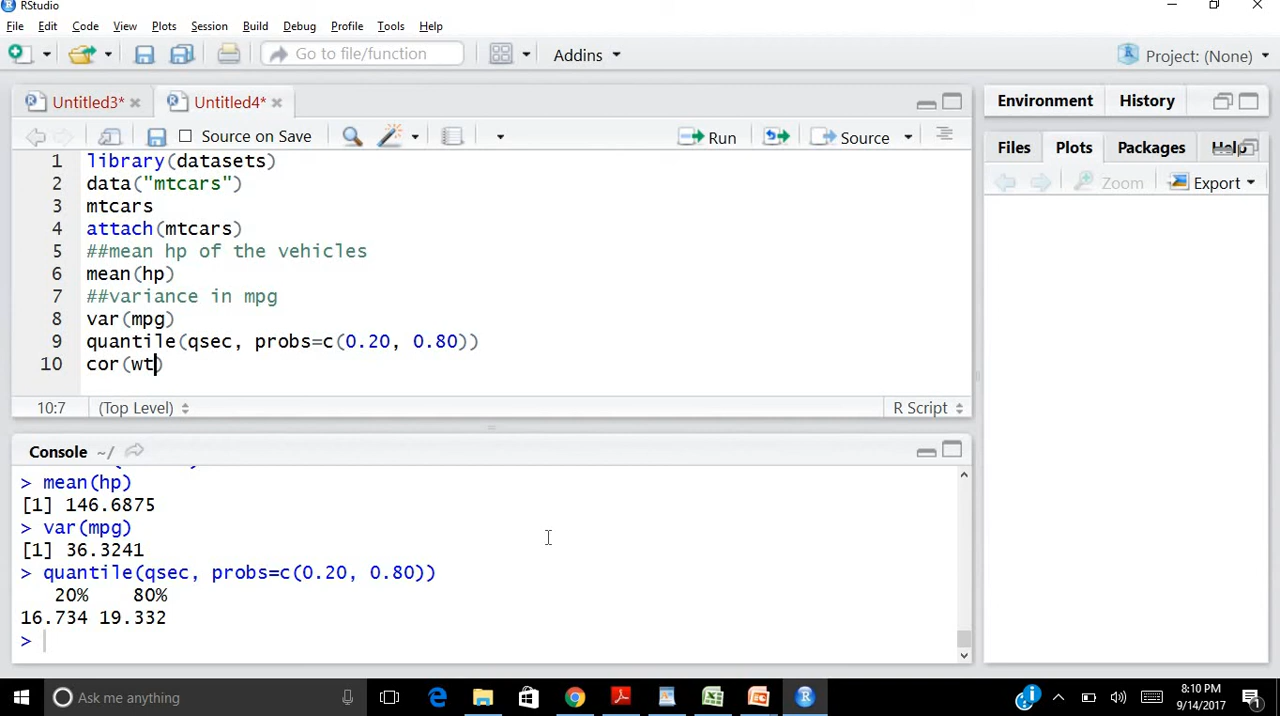 RStudio
File Edit Code View Plots Session Build Debug Profile Tools Help
Go to file/function Addins Project: (None)
Untitled3* Untitled4* Environment History
Source on Save Run Source Files Plots Packages Help
Zoom Export
1 library(datasets)
2 data("mtcars")
3 mtcars
4 attach(mtcars)
5 ##mean hp of the vehicles
6 mean(hp)
7 ##variance in mpg
8 var(mpg)
9 quantile(qsec, probs=c(0.20, 0.80))
10 cor(wt)
10:7 (Top Level) R Script
Console ~/
> mean(hp)
[1] 146.6875
> var(mpg)
[1] 36.3241
> quantile(qsec, probs=c(0.20, 0.80))
20% 80%
16.734 19.332
>
Ask me anything 8:10 PM
9/14/2017